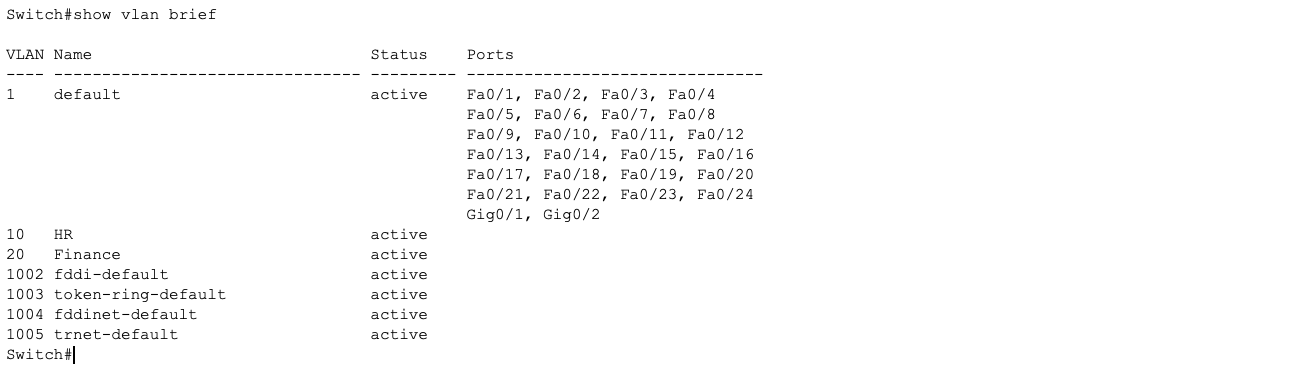 Switch#show vlan brief

VLAN Name                             Status    Ports
---- -------------------------------- --------- -------------------------------
1    default                          active    Fa0/1, Fa0/2, Fa0/3, Fa0/4
                                                Fa0/5, Fa0/6, Fa0/7, Fa0/8
                                                Fa0/9, Fa0/10, Fa0/11, Fa0/12
                                                Fa0/13, Fa0/14, Fa0/15, Fa0/16
                                                Fa0/17, Fa0/18, Fa0/19, Fa0/20
                                                Fa0/21, Fa0/22, Fa0/23, Fa0/24
                                                Gig0/1, Gig0/2
10   HR                               active
20   Finance                          active
1002 fddi-default                     active
1003 token-ring-default               active
1004 fddinet-default                  active
1005 trnet-default                    active
Switch#